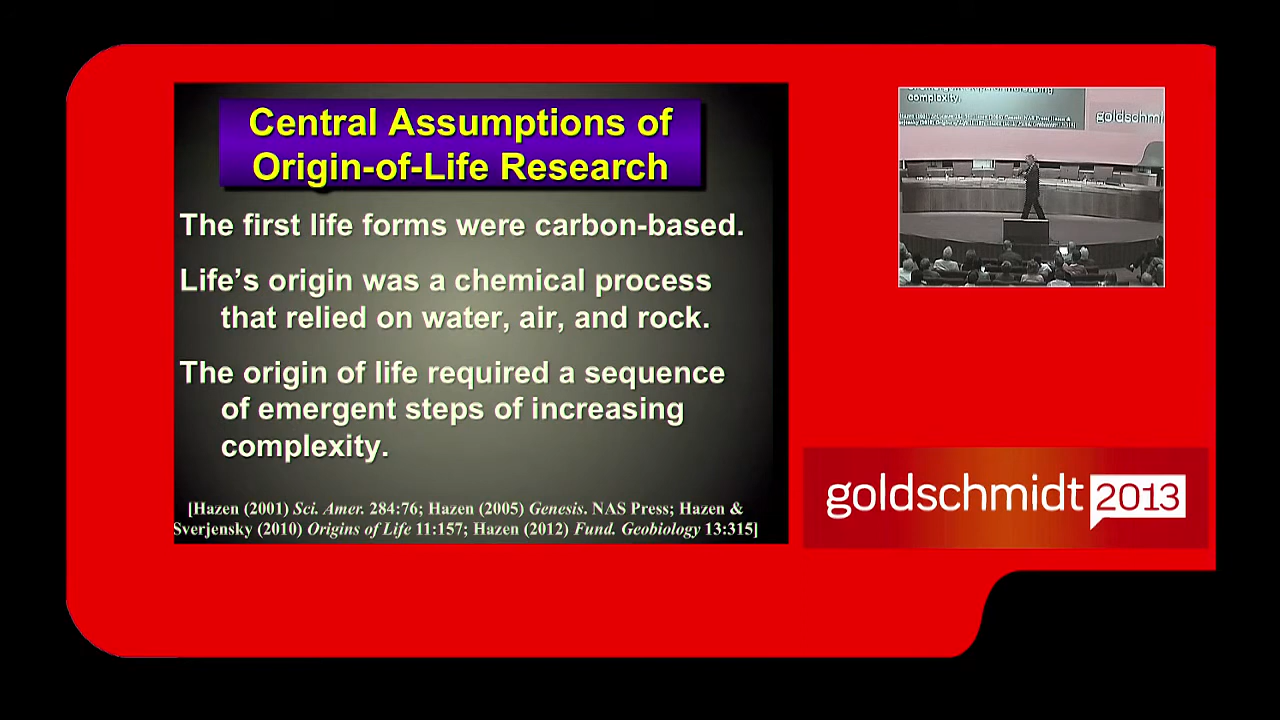 Central Assumptions of
Origin-of-Life Research
The first life forms were carbon-based.
Life's origin was a chemical process
that relied on water, air, and rock.
The origin of life required a sequence
of emergent steps of increasing
complexity.
[Hazen (2001) Sci. Amer. 284:76; Hazen (2005) Genesis. NAS Press; Hazen &
Sverjensky (2010) Origins of Life 11:157; Hazen (2012) Fund. Geobiology 13:315]
complexity.
goldschm
goldschmidt 2013